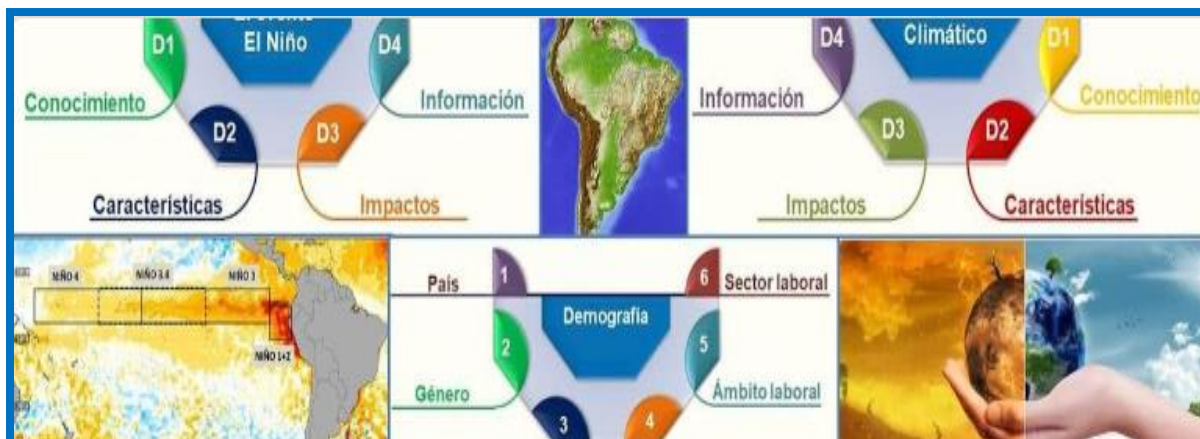 El Niño
D1
D4
Conocimiento
Información
D2
D3
Características
Impactos
Climático
D4
D1
Información
Conocimiento
D3
D2
Impactos
Características
NIÑO 4
NIÑO 3.4
NIÑO 3
NIÑO 1+2
País
1
6
Sector laboral
Demografía
2
5
Género
Ámbito laboral
3
4